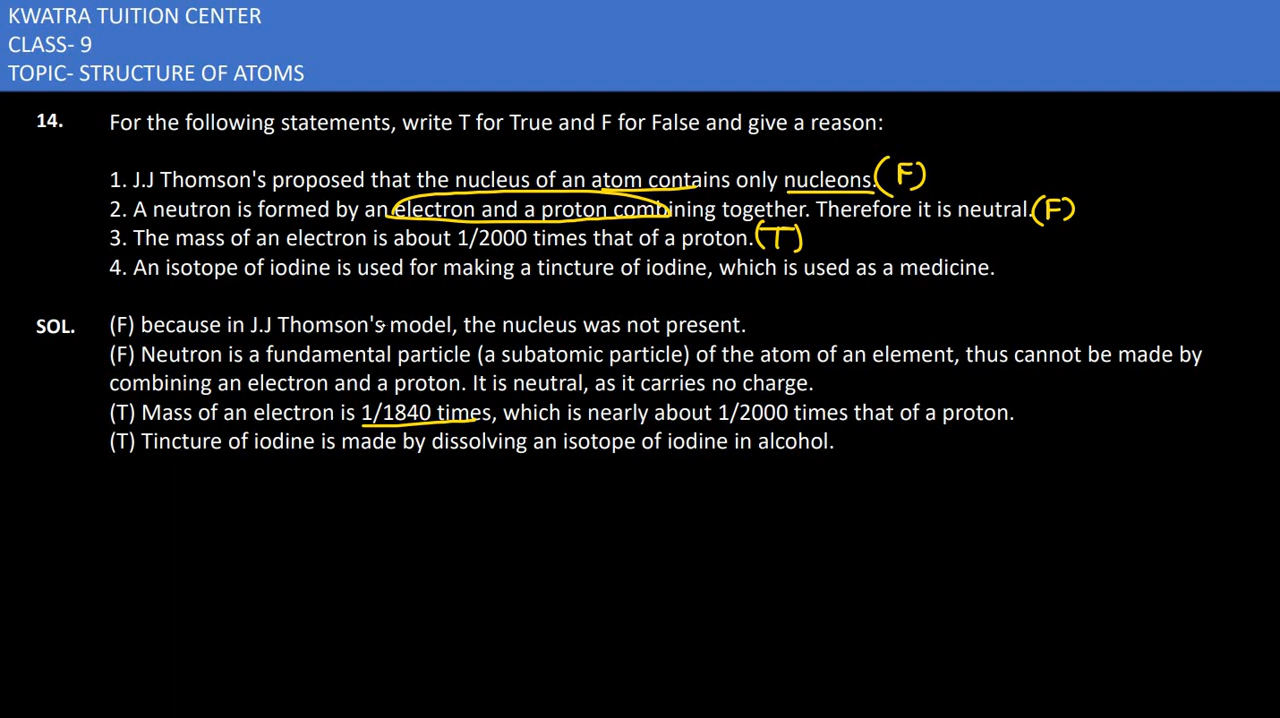 KWATRA TUITION CENTER
CLASS- 9
TOPIC- STRUCTURE OF ATOMS
14. For the following statements, write T for True and F for False and give a reason:
1. J.J Thomson's proposed that the nucleus of an atom contains only nucleons. (F)
2. A neutron is formed by an electron and a proton combining together. Therefore it is neutral. (F)
3. The mass of an electron is about 1/2000 times that of a proton. (T)
4. An isotope of iodine is used for making a tincture of iodine, which is used as a medicine.
SOL. (F) because in J.J Thomson's model, the nucleus was not present.
(F) Neutron is a fundamental particle (a subatomic particle) of the atom of an element, thus cannot be made by
combining an electron and a proton. It is neutral, as it carries no charge.
(T) Mass of an electron is 1/1840 times, which is nearly about 1/2000 times that of a proton.
(T) Tincture of iodine is made by dissolving an isotope of iodine in alcohol.